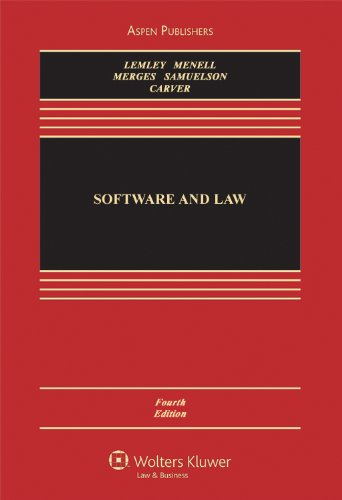 ASPEN PUBLISHERS
LEMLEY MENELL
MERGES SAMUELSON
CARVER
SOFTWARE AND LAW
Fourth
Edition
Wolters Kluwer
Law & Business